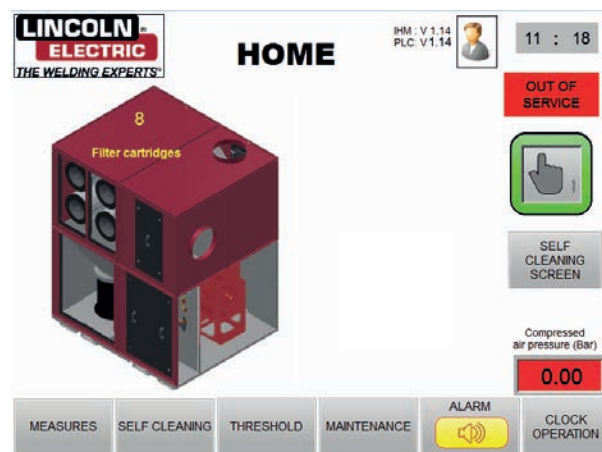 LINCOLN
ELECTRIC
THE WELDING EXPERTS
HOME
IHM : V 1.14
PLC: V 1.14
11 : 18
OUT OF
SERVICE
8
Filter cartridges
1
SELF
CLEANING
SCREEN
Compressed
air pressure (Bar)
0.00
MEASURES
SELF CLEANING
THRESHOLD
MAINTENANCE
ALARM
CLOCK
OPERATION